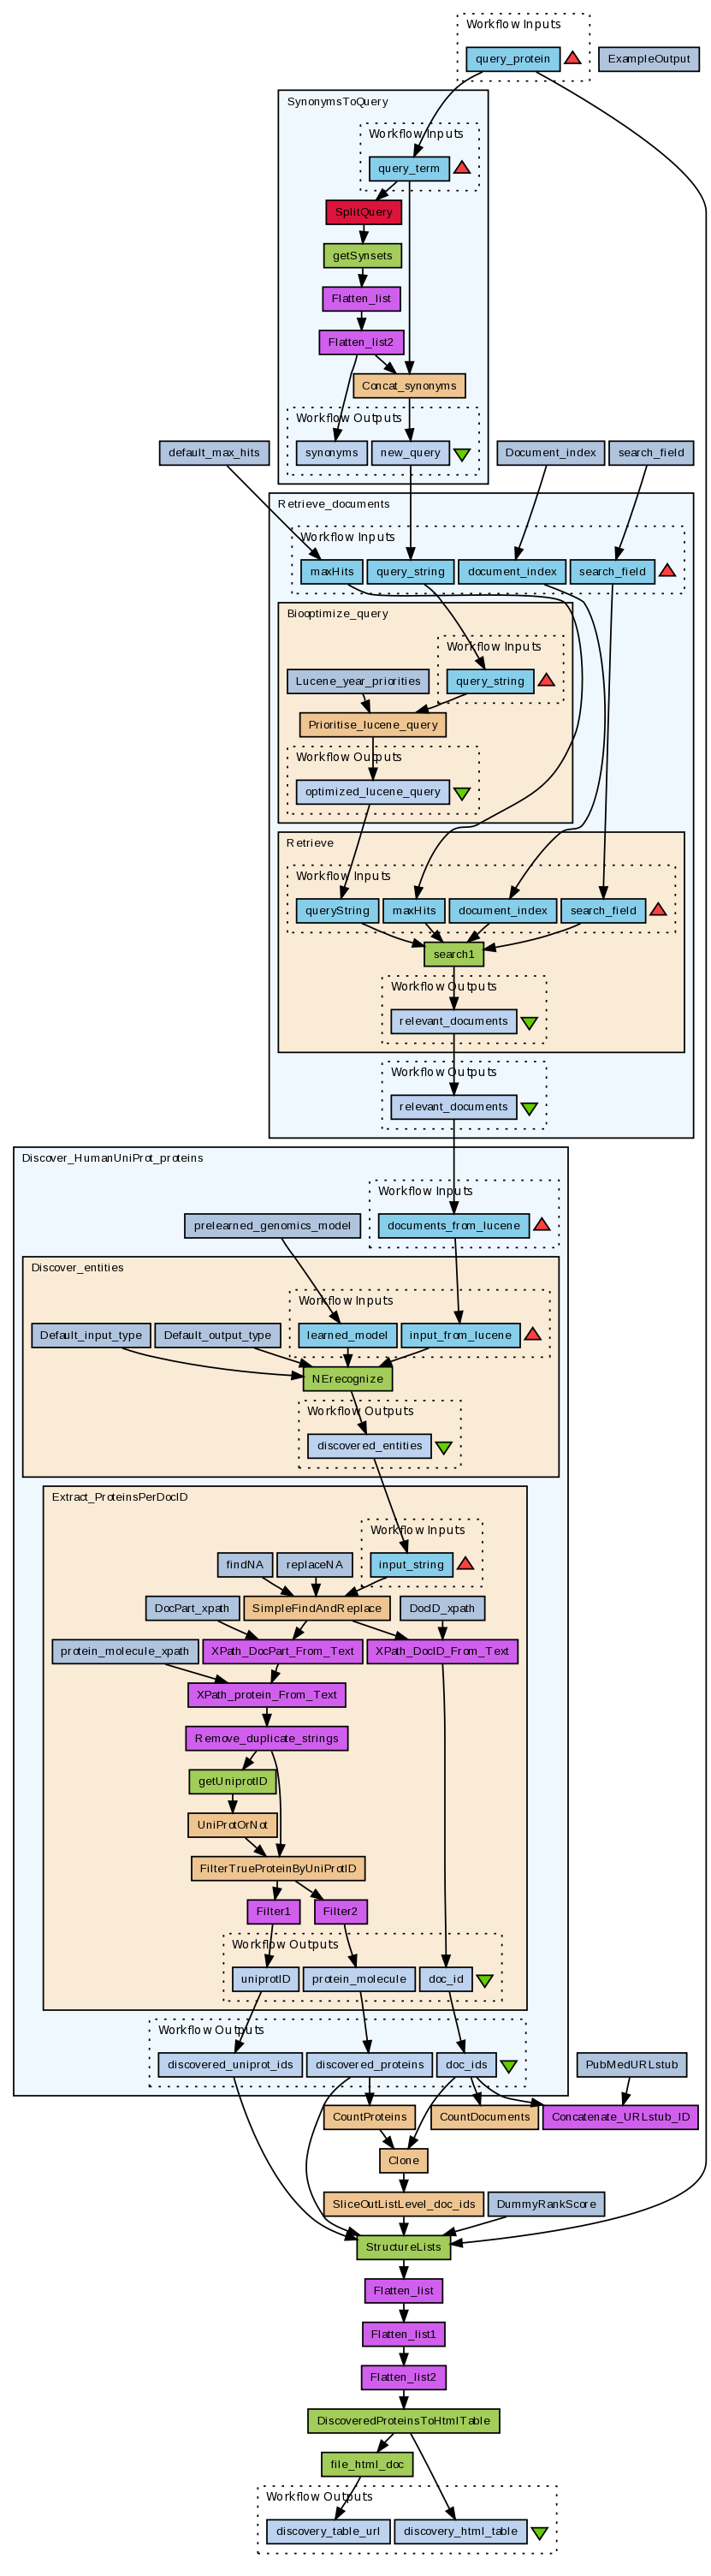 Workflow Inputs
query_protein
ExampleOutput
SynonymsToQuery
Workflow Inputs
query_term
SplitQuery
getSynsets
Flatten_list
Flatten_list2
Concat_synonyms
Workflow Outputs
synonyms
new_query
default_max_hits
Document_index
search_field
Retrieve_documents
Workflow Inputs
maxHits
query_string
document_index
search_field
Biooptimize_query
Workflow Inputs
Lucene_year_priorities
query_string
Prioritise_lucene_query
Workflow Outputs
optimized_lucene_query
Retrieve
Workflow Inputs
queryString
maxHits
document_index
search_field
search1
Workflow Outputs
relevant_documents
Workflow Outputs
relevant_documents
Discover_HumanUniProt_proteins
Workflow Inputs
prelearned_genomics_model
documents_from_lucene
Discover_entities
Workflow Inputs
Default_input_type
Default_output_type
learned_model
input_from_lucene
NErecognize
Workflow Outputs
discovered_entities
Extract_ProteinsPerDocID
Workflow Inputs
findNA
replaceNA
input_string
DocPart_xpath
SimpleFindAndReplace
DocID_xpath
protein_molecule_xpath
XPath_DocPart_From_Text
XPath_DocID_From_Text
XPath_protein_From_Text
Remove_duplicate_strings
getUniprotID
UniProtOrNot
FilterTrueProteinByUniProtID
Filter1
Filter2
Workflow Outputs
uniprotID
protein_molecule
doc_id
Workflow Outputs
discovered_uniprot_ids
discovered_proteins
doc_ids
PubMedURLstub
CountProteins
CountDocuments
Concatenate_URLstub_ID
Clone
SliceOutListLevel_doc_ids
DummyRankScore
StructureLists
Flatten_list
Flatten_list1
Flatten_list2
DiscoveredProteinsToHtmlTable
file_html_doc
Workflow Outputs
discovery_table_url
discovery_html_table